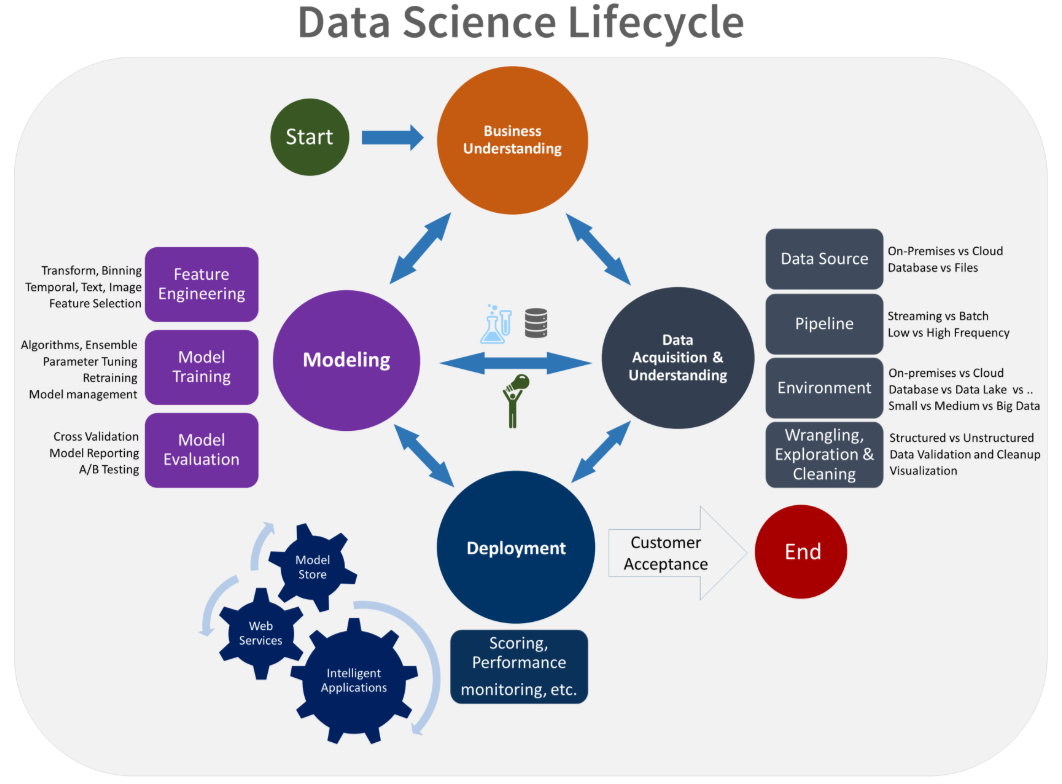 Data Science Lifecycle
Start
Business
Understanding
Transform, Binning
Temporal, Text, Image
Feature Selection
Feature
Engineering
Algorithms, Ensemble
Parameter Tuning
Retraining
Model management
Model
Training
Cross Validation
Model Reporting
A/B Testing
Model
Evaluation
Modeling
Data
Acquisition &
Understanding
Data Source
On-Premises vs Cloud
Database vs Files
Pipeline
Streaming vs Batch
Low vs High Frequency
Environment
On-premises vs Cloud
Database vs Data Lake vs ..
Small vs Medium vs Big Data
Wrangling,
Exploration &
Cleaning
Structured vs Unstructured
Data Validation and Cleanup
Visualization
Deployment
Customer
Acceptance
End
Model
Store
Web
Services
Intelligent
Applications
Scoring,
Performance
monitoring, etc.